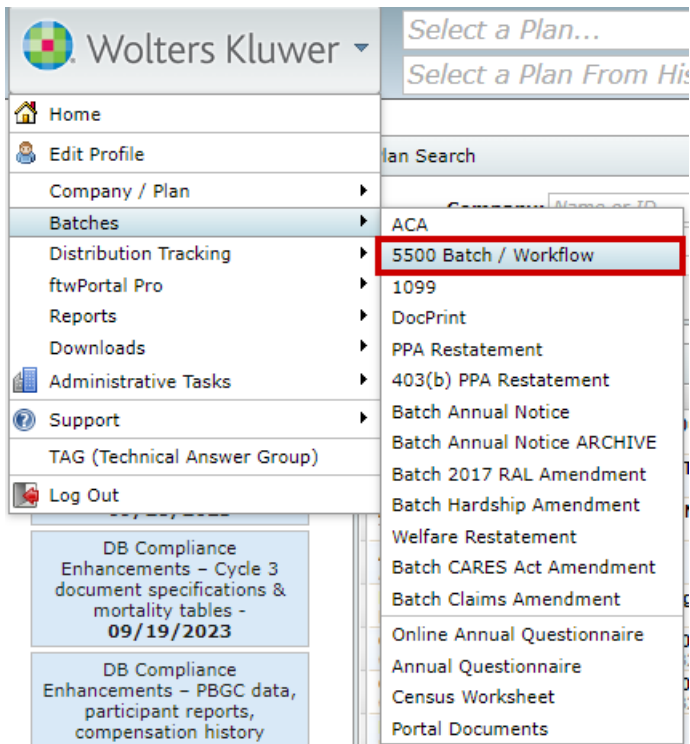 Wolters Kluwer
Select a Plan...
Select a Plan From His
Home
Edit Profile
Company / Plan
Batches
Distribution Tracking
ftwPortal Pro
Reports
Downloads
Administrative Tasks
Support
TAG (Technical Answer Group)
Log Out
lan Search
Name or ID
ACA
5500 Batch / Workflow
1099
DocPrint
PPA Restatement
403(b) PPA Restatement
Batch Annual Notice
Batch Annual Notice ARCHIVE
Batch 2017 RAL Amendment
Batch Hardship Amendment
Welfare Restatement
Batch CARES Act Amendment
Batch Claims Amendment
Online Annual Questionnaire
Annual Questionnaire
Census Worksheet
Portal Documents
DB Compliance
Enhancements – Cycle 3
document specifications &
mortality tables -
09/19/2023
DB Compliance
Enhancements – PBGC data,
participant reports,
compensation history